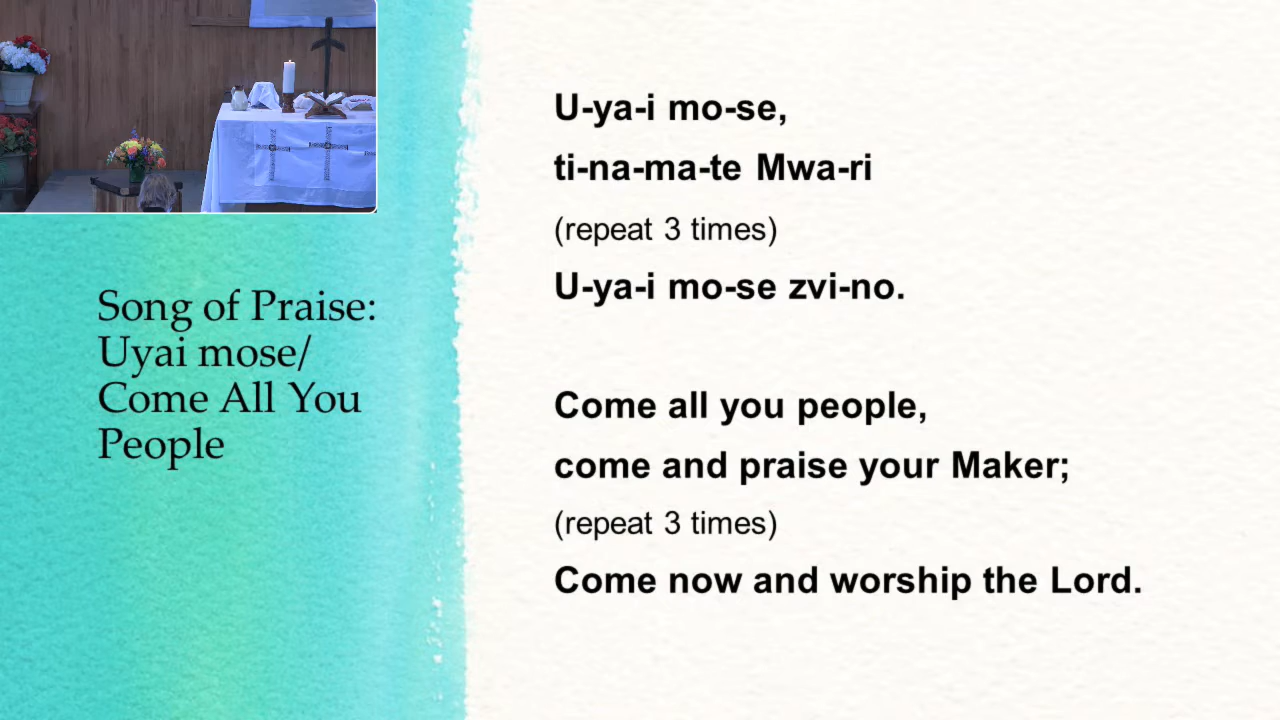 Song of Praise:
Uyai mose/
Come All You
People
U-ya-i mo-se,
ti-na-ma-te Mwa-ri
(repeat 3 times)
U-ya-i mo-se zvi-no.
Come all you people,
come and praise your Maker;
(repeat 3 times)
Come now and worship the Lord.